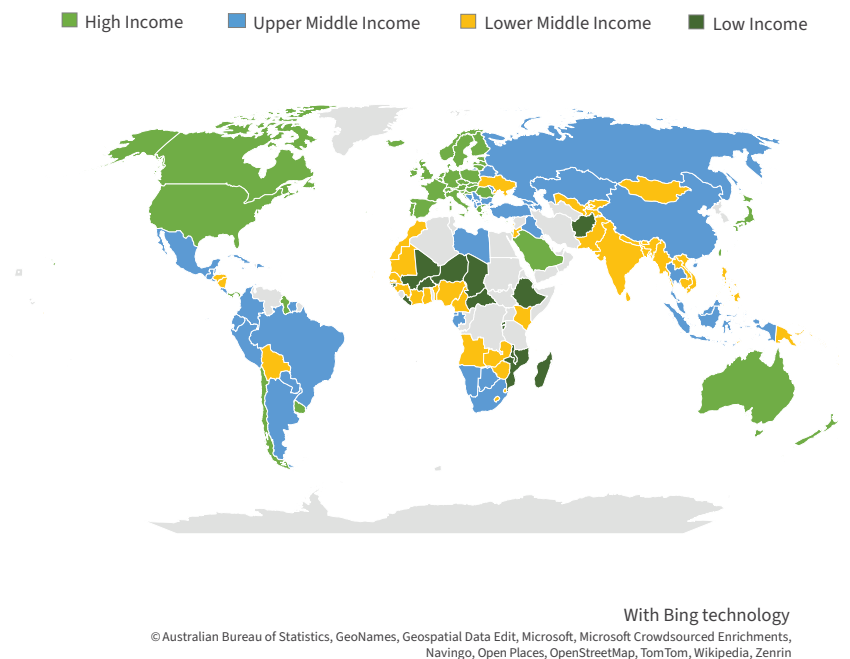 High Income
Upper Middle Income
Lower Middle Income
Low Income
With Bing technology
© Australian Bureau of Statistics, GeoNames, Geospatial Data Edit, Microsoft, Microsoft Crowdsourced Enrichments,
Navingo, Open Places, OpenStreetMap, TomTom, Wikipedia, Zenrin